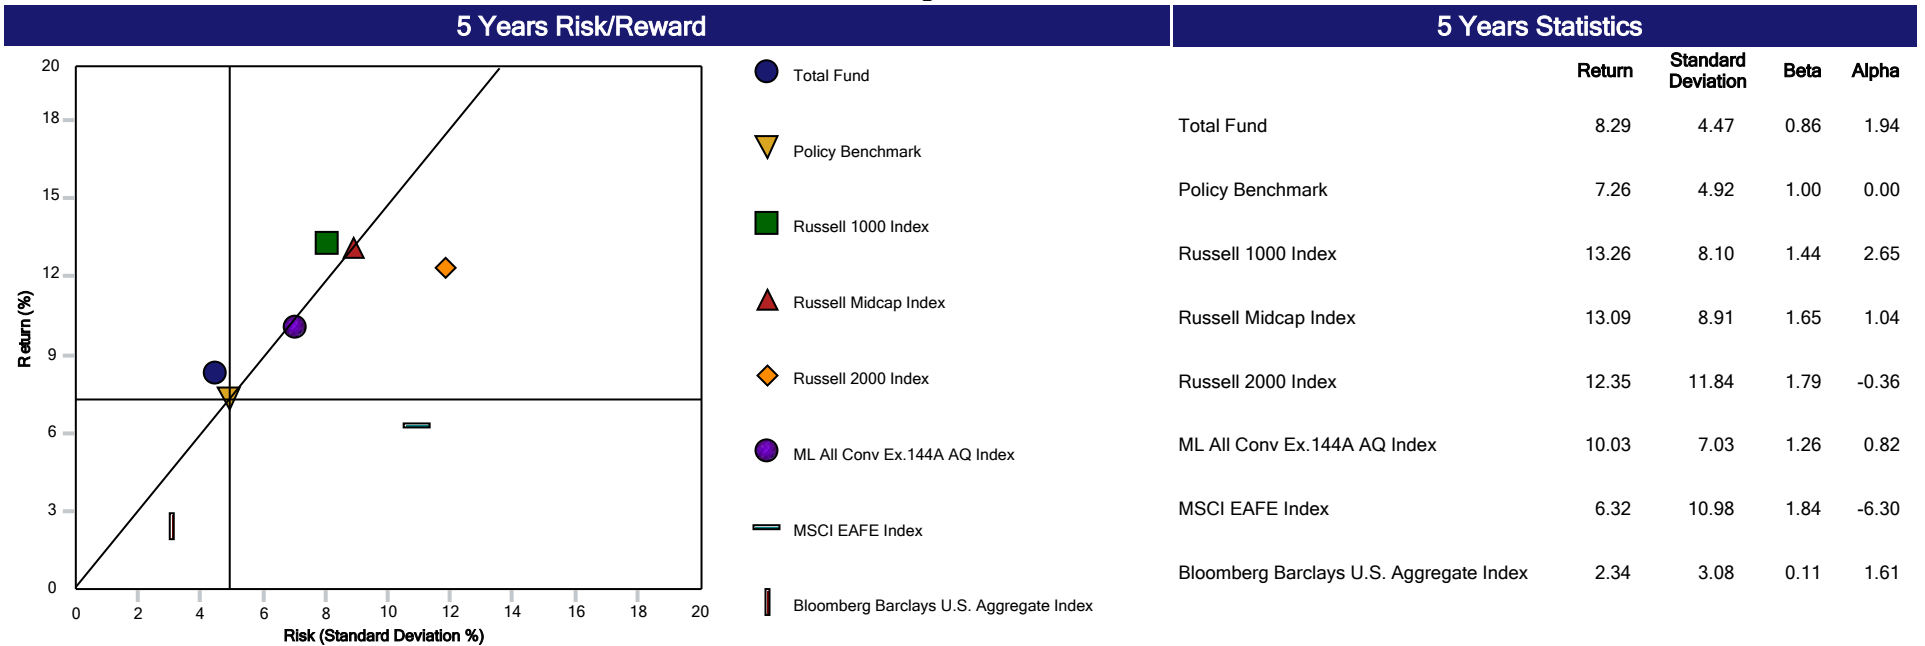 5 Years Risk/Reward
20
18
15
12
9
6
3
0
Return (%)
0 2 4 6 8 10 12 14 16 18 20
Risk (Standard Deviation %)
Total Fund
Policy Benchmark
Russell 1000 Index
Russell Midcap Index
Russell 2000 Index
ML All Conv Ex.144A AQ Index
MSCI EAFE Index
Bloomberg Barclays U.S. Aggregate Index
5 Years Statistics
Return Standard Deviation Beta Alpha
Total Fund 8.29 4.47 0.86 1.94
Policy Benchmark 7.26 4.92 1.00 0.00
Russell 1000 Index 13.26 8.10 1.44 2.65
Russell Midcap Index 13.09 8.91 1.65 1.04
Russell 2000 Index 12.35 11.84 1.79 -0.36
ML All Conv Ex.144A AQ Index 10.03 7.03 1.26 0.82
MSCI EAFE Index 6.32 10.98 1.84 -6.30
Bloomberg Barclays U.S. Aggregate Index 2.34 3.08 0.11 1.61